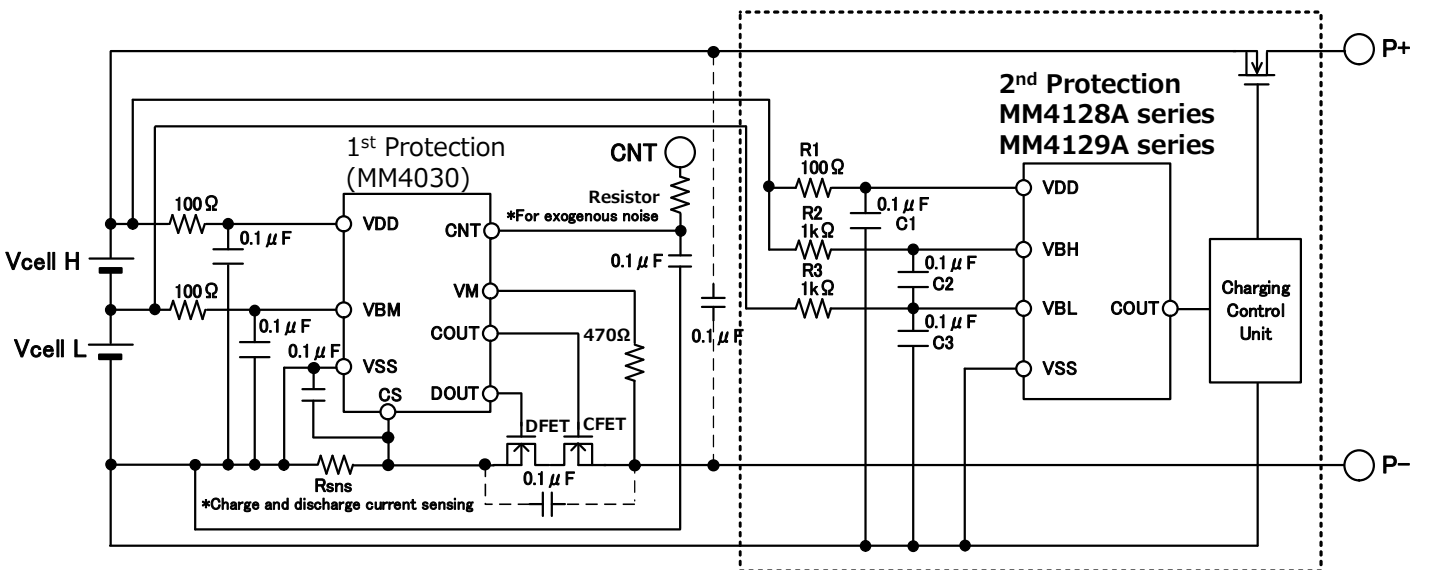 P+
2nd Protection
MM4128A series
MM4129A series
1st Protection
(MM4030)
CNT
Resistor
*For exogenous noise
R1
100Ω
VDD
0.1μF
C1
R2
1kΩ
VBH
0.1μF
C2
R3
1kΩ
VBL
0.1μF
C3
VSS
COUT
Charging
Control
Unit
100Ω
VDD
0.1μF
CNT
0.1μF
Vcell H
100Ω
VBM
0.1μF
VM
COUT
470Ω
0.1μF
Vcell L
0.1μF
VSS
CS
DOUT
DFET
CFET
0.1μF
Rsns
*Charge and discharge current sensing
P-